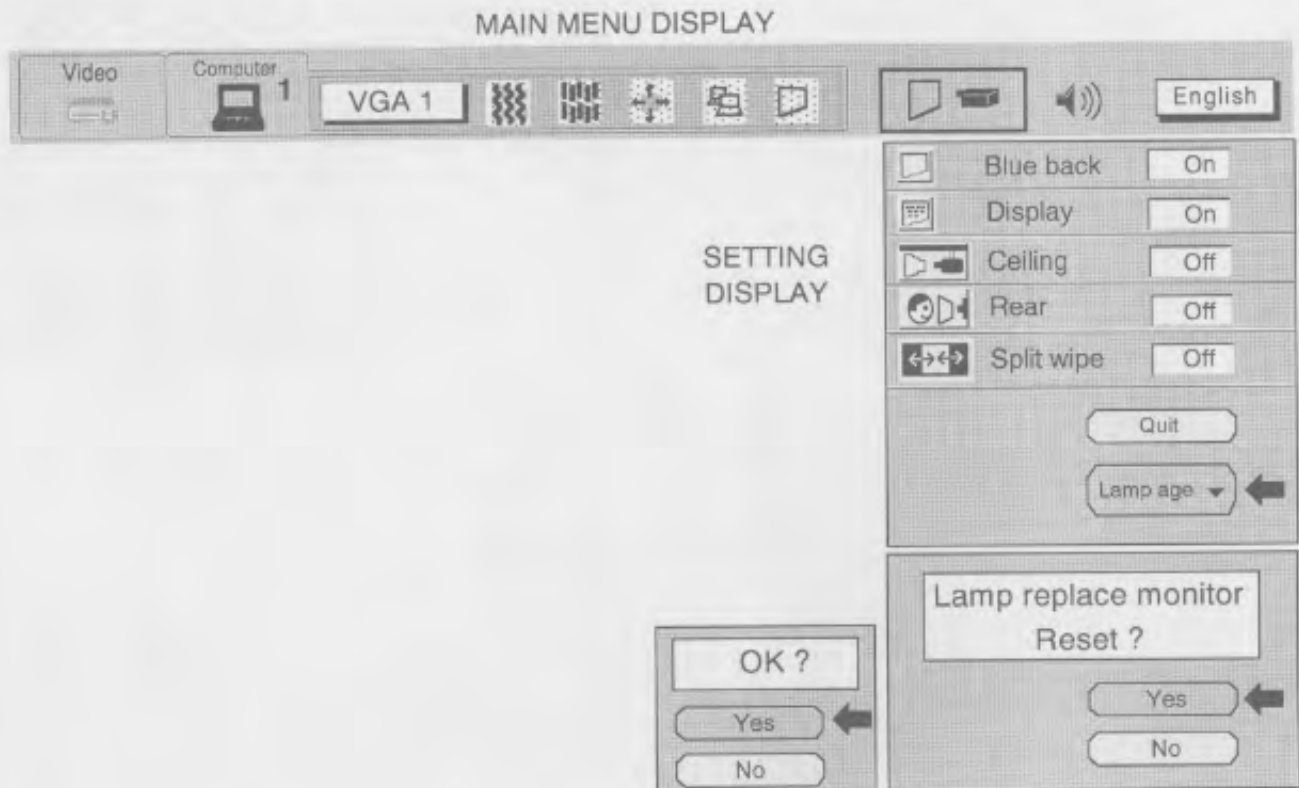 MAIN MENU DISPLAY
Video
Computer
1
VGA 1
English
Blue back On
Display On
SETTING
DISPLAY
Ceiling Off
Rear Off
Split wipe Off
Quit
Lamp age
Lamp replace monitor
Reset ?
Yes
No
OK ?
Yes
No